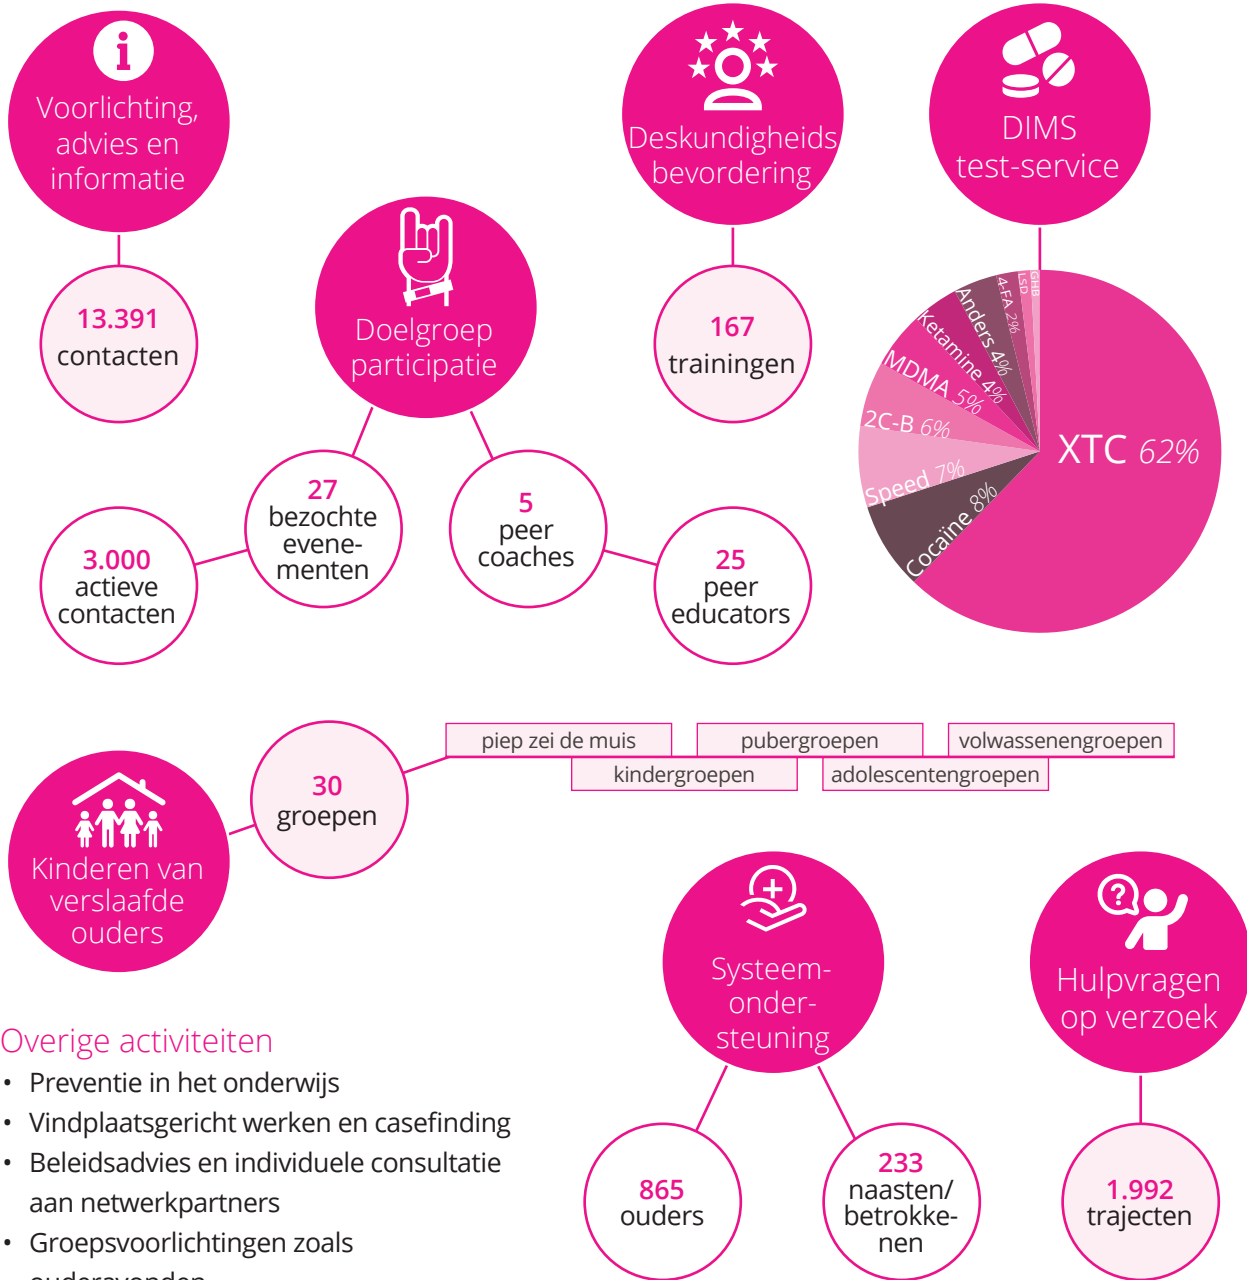 Voorlichting,
advies en
informatie
13.391
contacten
Doelgroep
participatie
27
bezochte
evene-
menten
3.000
actieve
contacten
5
peer
coaches
25
peer
educators
Deskundigheids
bevordering
167
trainingen
DIMS
test-service
XTC 62%
Cocaïne 8%
Speed 7%
2C-B 6%
MDMA 5%
Ketamine 4%
Anders 4%
4-FA 2%
LSD
GHB
Kinderen van
verslaafde
ouders
30
groepen
piep zei de muis
kindergroepen
pubergroepen
adolescentengroepen
volwassenengroepen
Systeem-
onder-
steuning
865
ouders
233
naasten/
betrokke-
nen
?
Hulpvragen
op verzoek
1.992
trajecten
Overige activiteiten
• Preventie in het onderwijs
• Vindplaatsgericht werken en casefinding
• Beleidsadvies en individuele consultatie
aan netwerkpartners
• Groepsvoorlichtingen zoals
ouderavonden